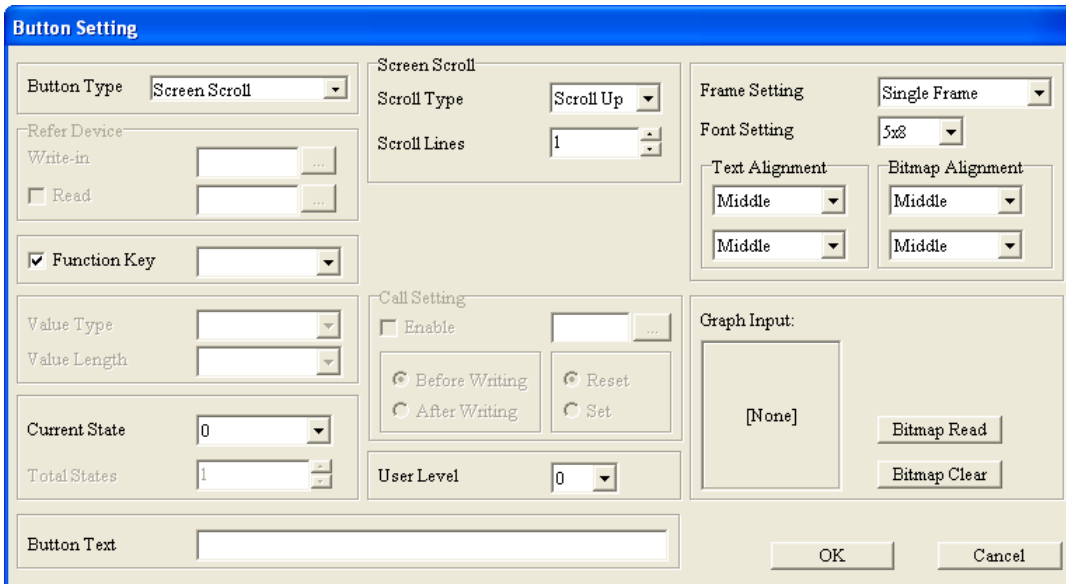 Button Setting
Button Type Screen Scroll
Refer Device
Write-in ...
Read ...
Function Key
Value Type
Value Length
Current State 0
Total States 1
Button Text
Screen Scroll
Scroll Type Scroll Up
Scroll Lines 1
Call Setting
Enable ...
Before Writing Reset
After Writing Set
User Level 0
Frame Setting Single Frame
Font Setting 5x8
Text Alignment Bitmap Alignment
Middle Middle
Middle Middle
Graph Input:
[None]
Bitmap Read
Bitmap Clear
OK Cancel